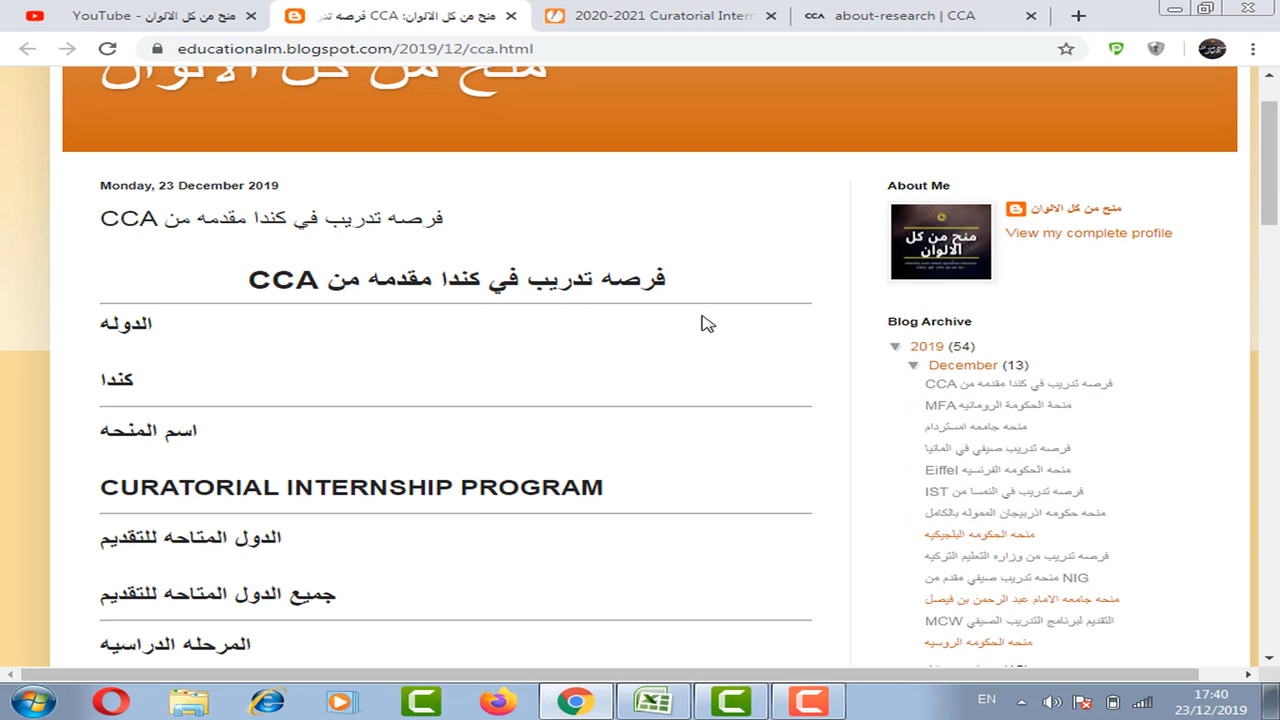 منح من كل الالوان - YouTube
منح من كل الالوان: CCA فرصه تدر
2020-2021 Curatorial Intern
CCA about-research | CCA
educationalm.blogspot.com/2019/12/cca.html
منح من كل الالوان
Monday, 23 December 2019
فرصه تدريب في كندا مقدمه من CCA
فرصه تدريب في كندا مقدمه من CCA
الدوله
كندا
اسم المنحه
CURATORIAL INTERNSHIP PROGRAM
الدول المتاحه للتقديم
جميع الدول المتاحه للتقديم
المرحله الدراسيه
About Me
منح من كل الالوان
منح من كل الالوان
View my complete profile
Blog Archive
2019 (54)
December (13)
فرصه تدريب في كندا مقدمه من CCA
منحة الحكومة الرومانيه MFA
منحه جامعه امستردام
فرصه تدريب صيفي في المانيا
منحه الحكومه الفرنسيه Eiffel
فرصه تدريب في النمسا من IST
منحه حكومه اذربيجان المموله بالكامل
منحه الحكومه البلجيكيه
فرصه تدريب من وزاره التعليم التركيه
NIG منحه تدريب صيفي مقدم من
منحه جامعه الامام عبد الرحمن بن فيصل
التقديم لبرنامج التدريب الصيفي MCW
منحه الحكومه الروسيه
EN
17:40
23/12/2019